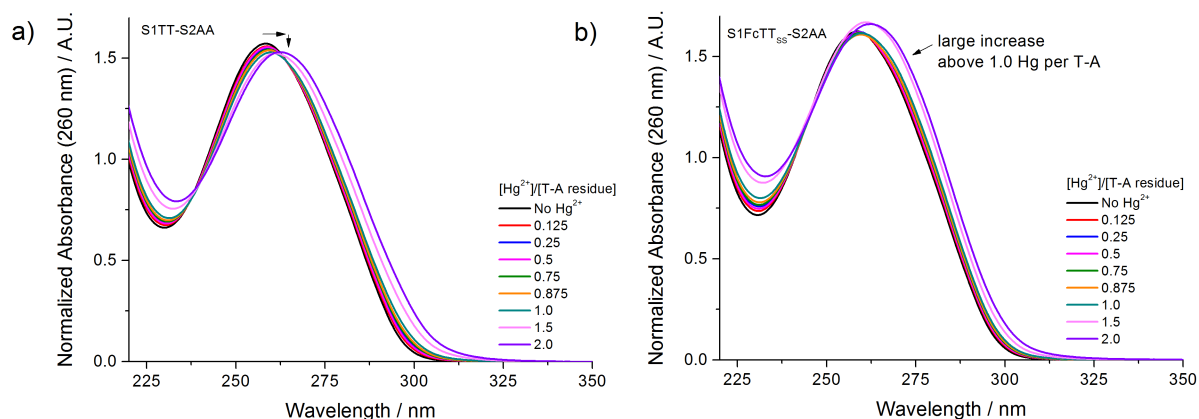 a)
S1TT-S2AA
Normalized Absorbance (260 nm) / A.U.
1.5
1.0
0.5
0.0
[Hg²⁺]/[T-A residue]
No Hg²⁺
0.125
0.25
0.5
0.75
0.875
1.0
1.5
2.0
225 250 275 300 325 350
Wavelength / nm
b)
S1FcTT_SS-S2AA
large increase
above 1.0 Hg per T-A
Normalized Absorbance (260 nm) / A.U.
1.5
1.0
0.5
0.0
[Hg²⁺]/[T-A residue]
No Hg²⁺
0.125
0.25
0.5
0.75
0.875
1.0
1.5
2.0
225 250 275 300 325 350
Wavelength / nm